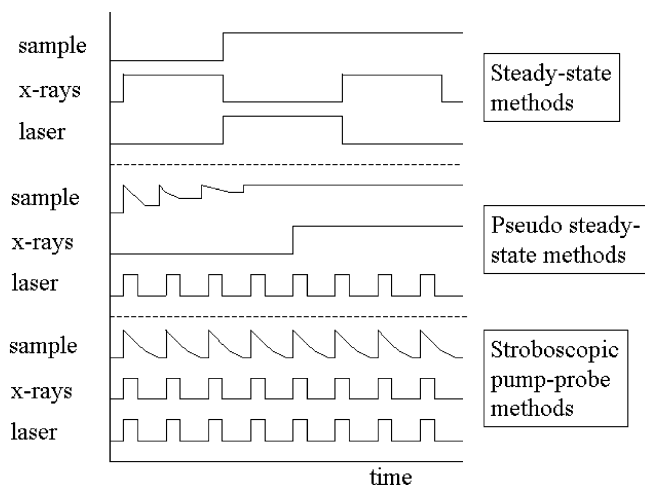 sample
x-rays
laser
Steady-state
methods
sample
x-rays
laser
Pseudo steady-
state methods
sample
x-rays
laser
Stroboscopic
pump-probe
methods
time